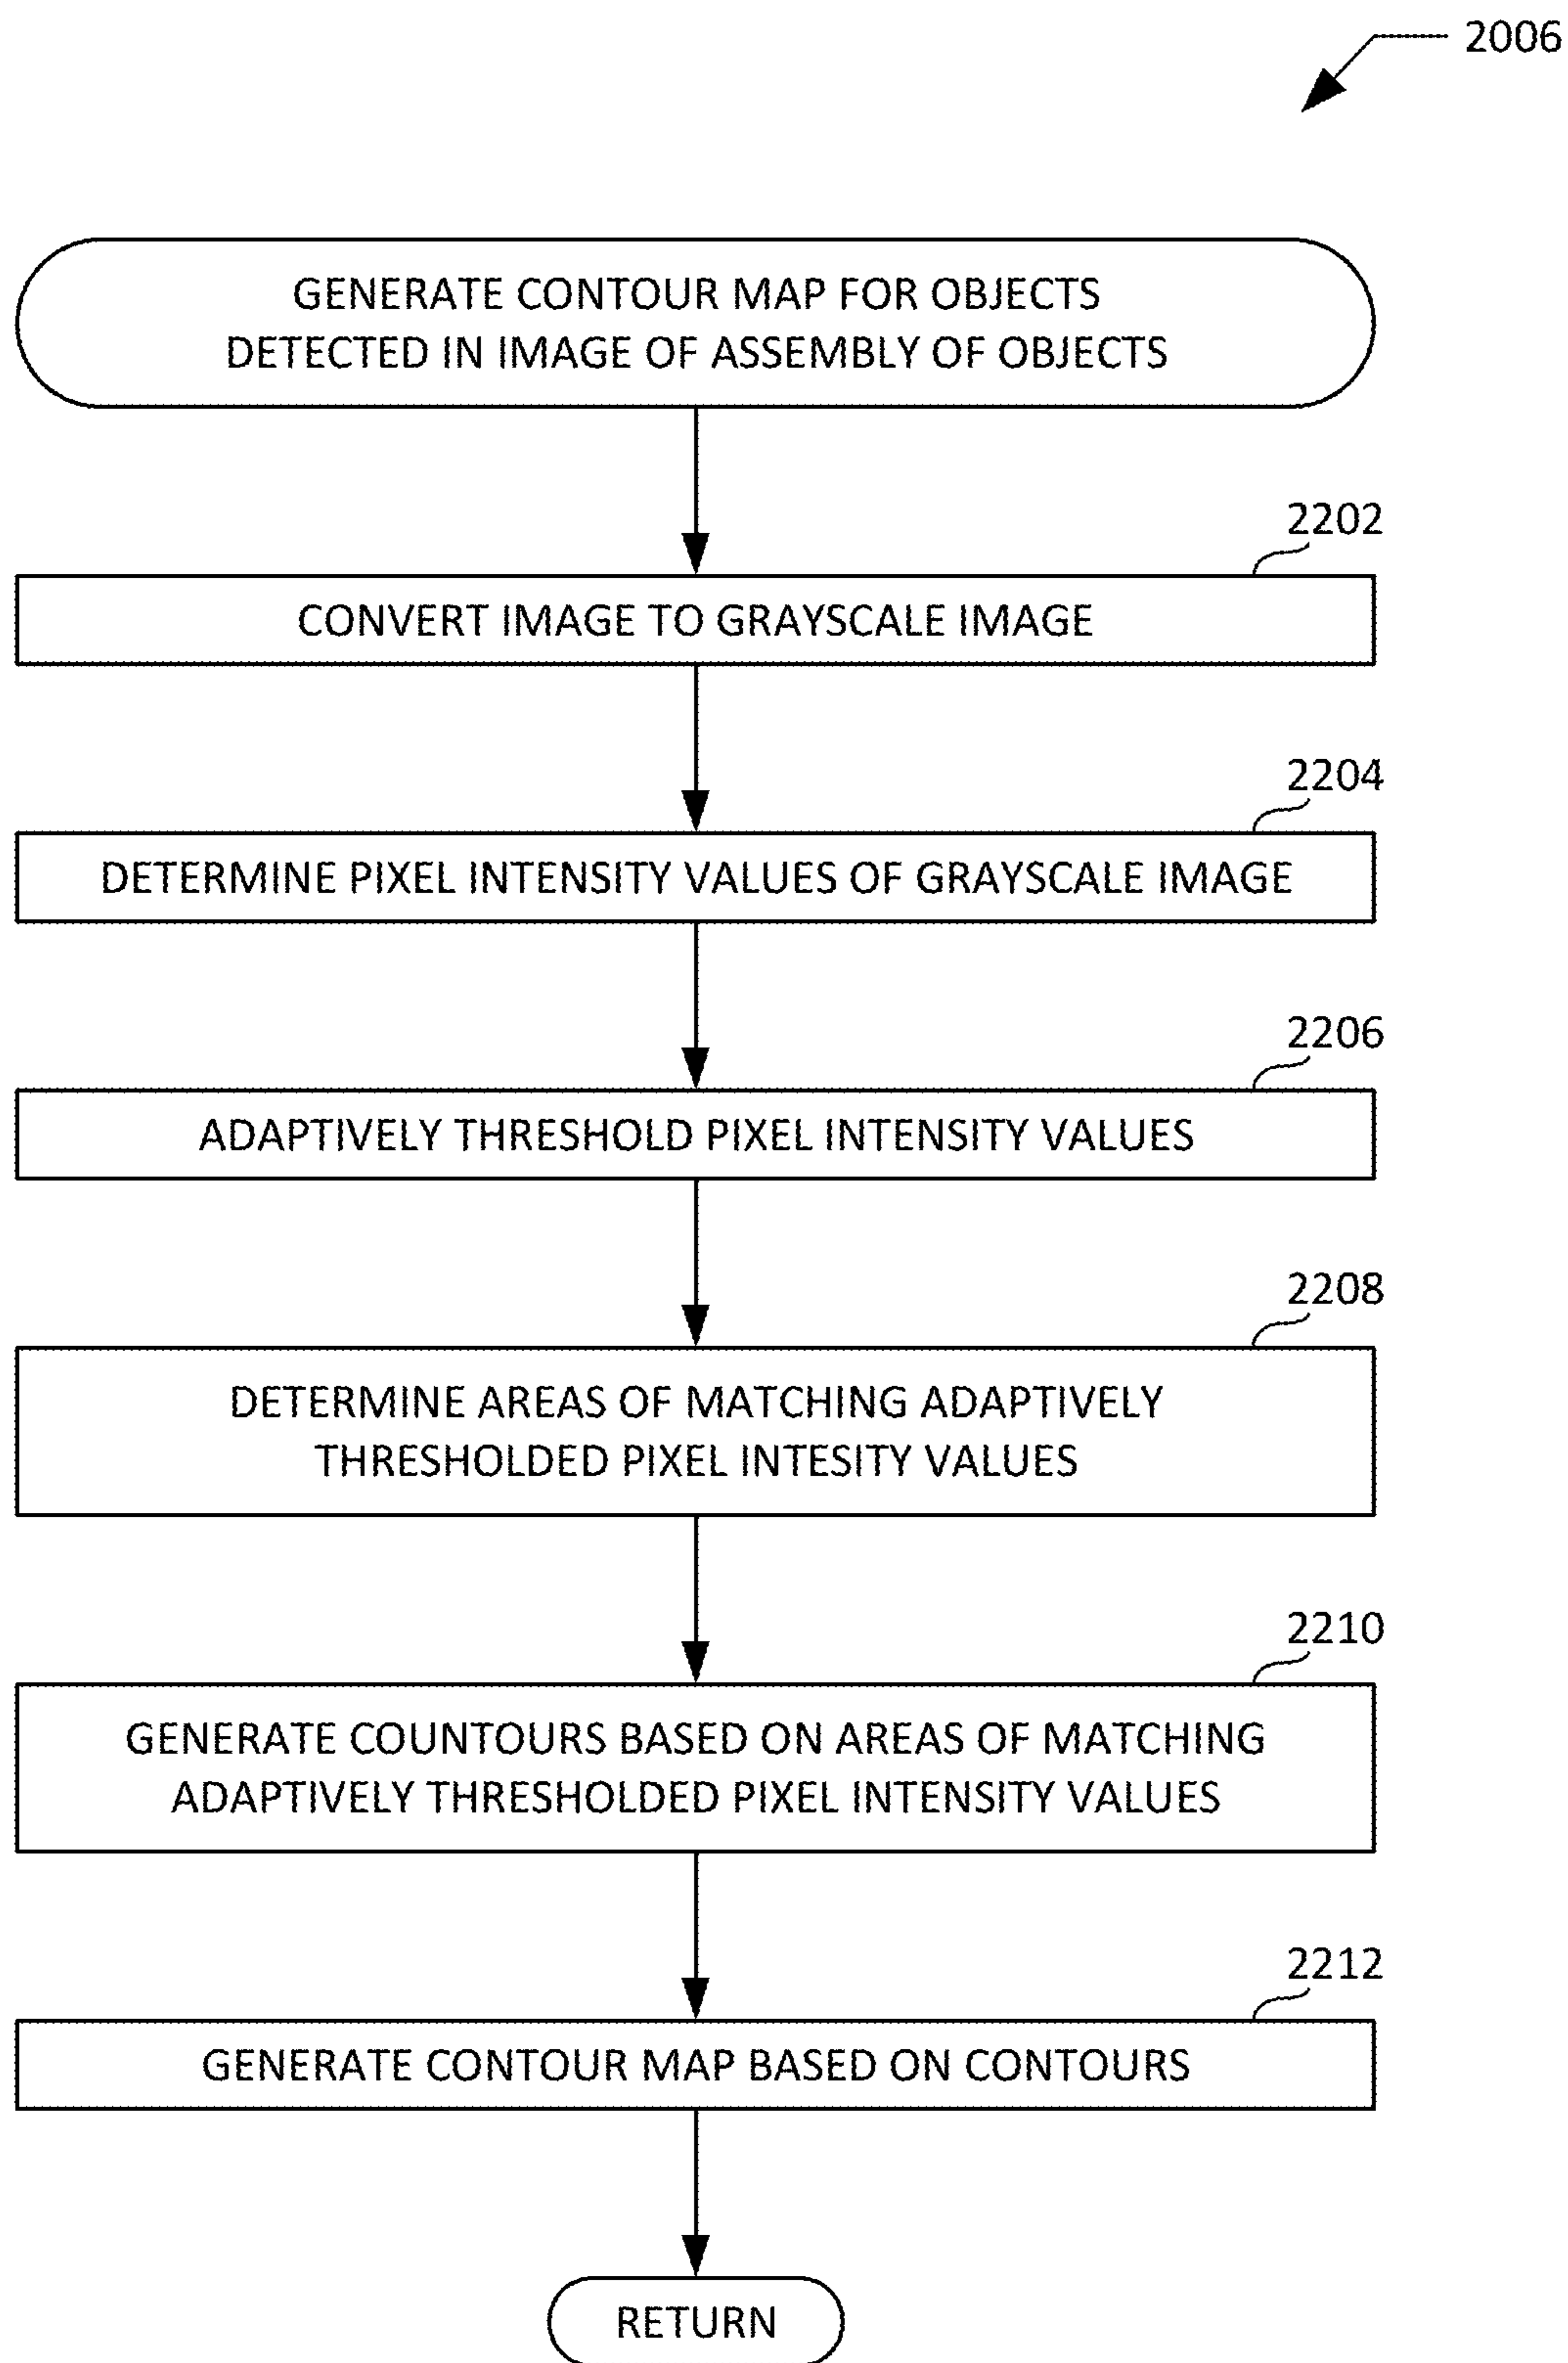 2006
GENERATE CONTOUR MAP FOR OBJECTS
DETECTED IN IMAGE OF ASSEMBLY OF OBJECTS
2202
CONVERT IMAGE TO GRAYSCALE IMAGE
2204
DETERMINE PIXEL INTENSITY VALUES OF GRAYSCALE IMAGE
2206
ADAPTIVELY THRESHOLD PIXEL INTENSITY VALUES
2208
DETERMINE AREAS OF MATCHING ADAPTIVELY
THRESHOLDED PIXEL INTESITY VALUES
2210
GENERATE COUNTOURS BASED ON AREAS OF MATCHING
ADAPTIVELY THRESHOLDED PIXEL INTENSITY VALUES
2212
GENERATE CONTOUR MAP BASED ON CONTOURS
RETURN